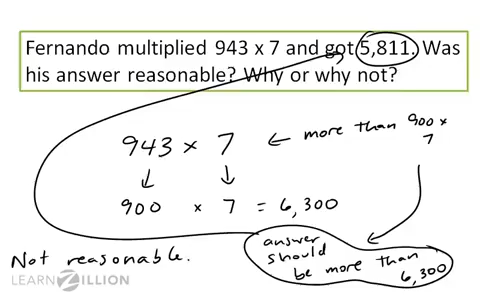 Fernando multiplied 943 x 7 and got 5,811. Was
his answer reasonable? Why or why not?
943 x 7 ← more than 900 x
7
↓ ↓
900 x 7 = 6,300
answer
should
be more than
6,300
Not reasonable.
LEARNZILLION